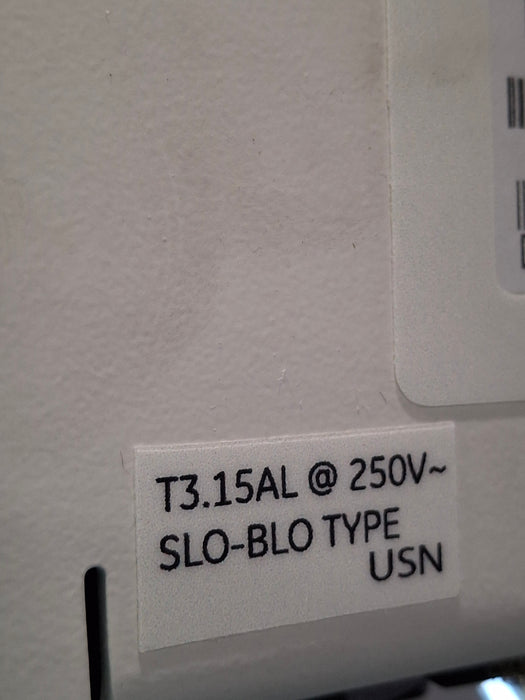 T3.15AL @ 250V~
SLO-BLO TYPE
USN